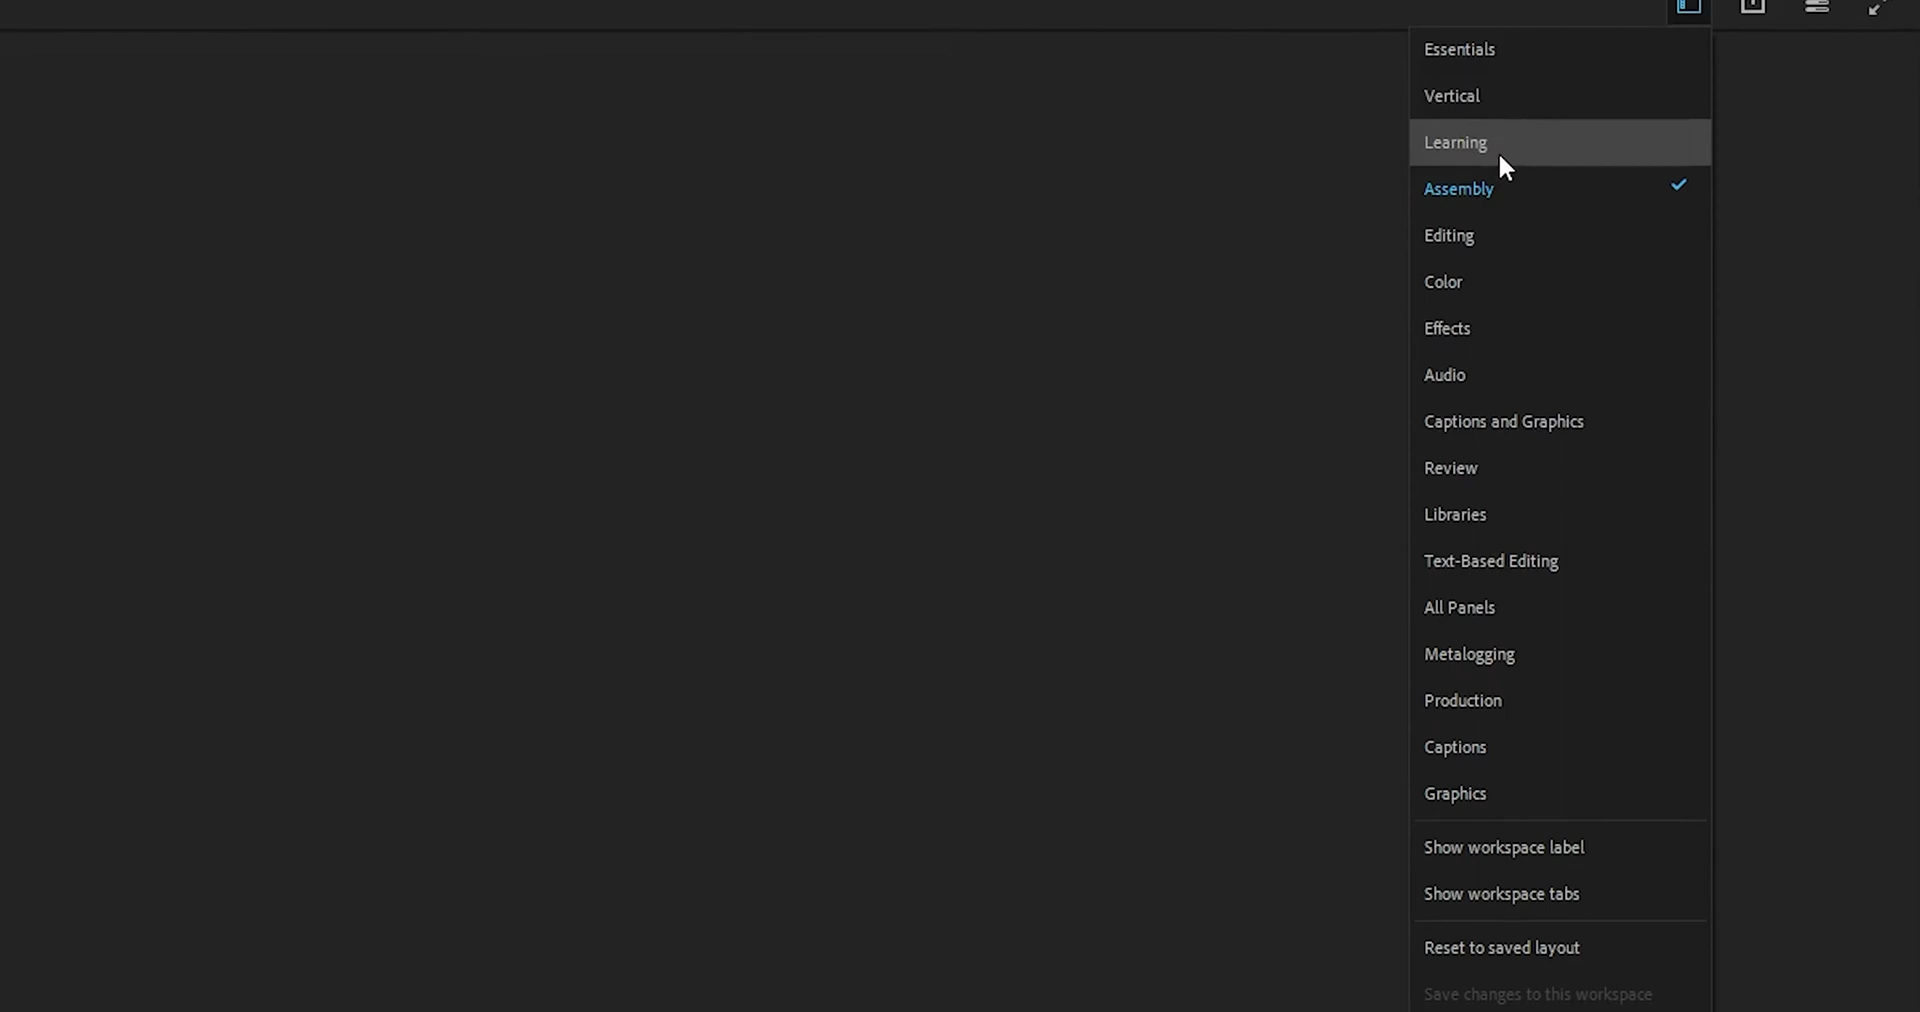 Essentials
Vertical
Learning
Assembly
Editing
Color
Effects
Audio
Captions and Graphics
Review
Libraries
Text-Based Editing
All Panels
Metalogging
Production
Captions
Graphics
Show workspace label
Show workspace tabs
Reset to saved layout
Save changes to this workspace